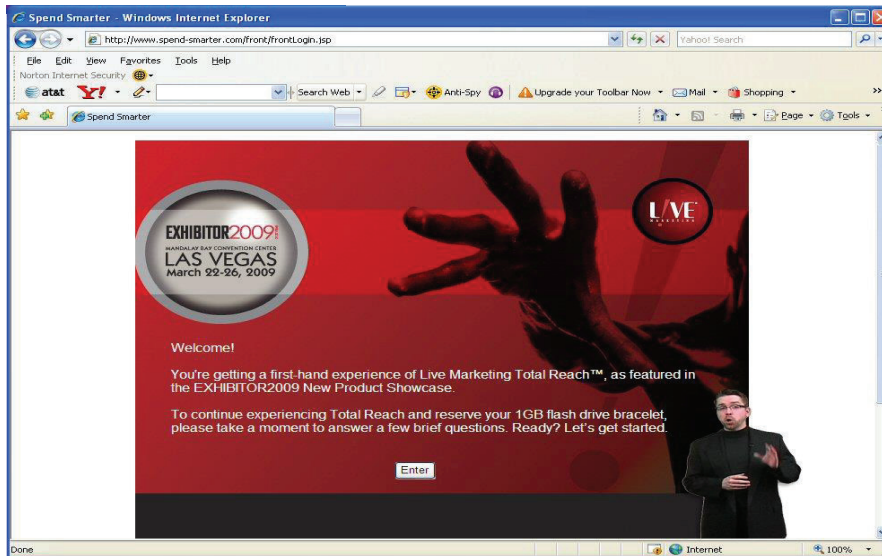 Spend Smarter - Windows Internet Explorer
http://www.spend-smarter.com/front/frontLogin.jsp
Yahoo! Search
File Edit View Favorites Tools Help
Norton Internet Security
at&t Y! Search Web Anti-Spy Upgrade your Toolbar Now Mail Shopping >>
Spend Smarter Page Tools
EXHIBITOR2009
MANDALAY BAY CONVENTION CENTER
LAS VEGAS
March 22-26, 2009
L!VE
MARKETING
Welcome!
You're getting a first-hand experience of Live Marketing Total Reach™, as featured in
the EXHIBITOR2009 New Product Showcase.
To continue experiencing Total Reach and reserve your 1GB flash drive bracelet,
please take a moment to answer a few brief questions. Ready? Let's get started.
Enter
Done Internet 100%